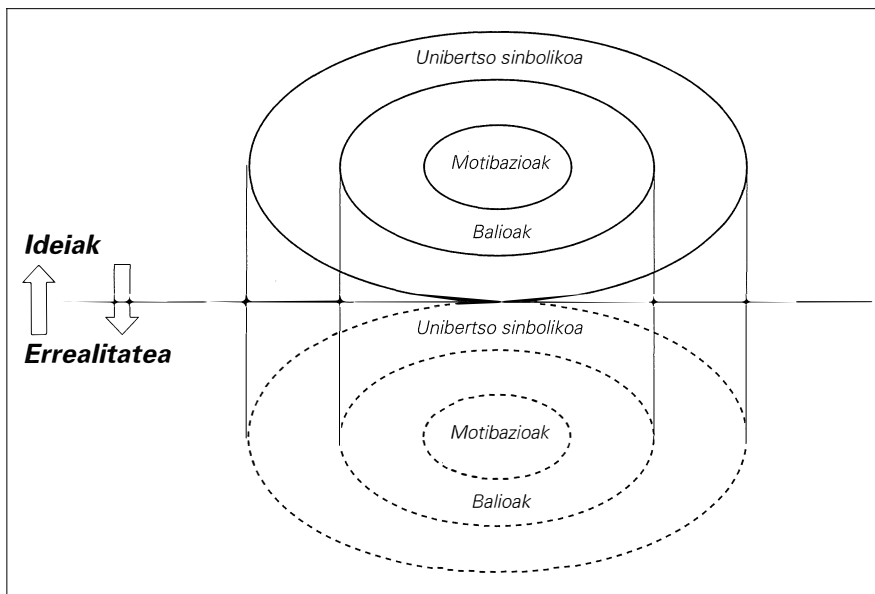 Unibertso sinbolikoa
Motibazioak
Balioak
Ideiak
Errealitatea
Unibertso sinbolikoa
Motibazioak
Balioak